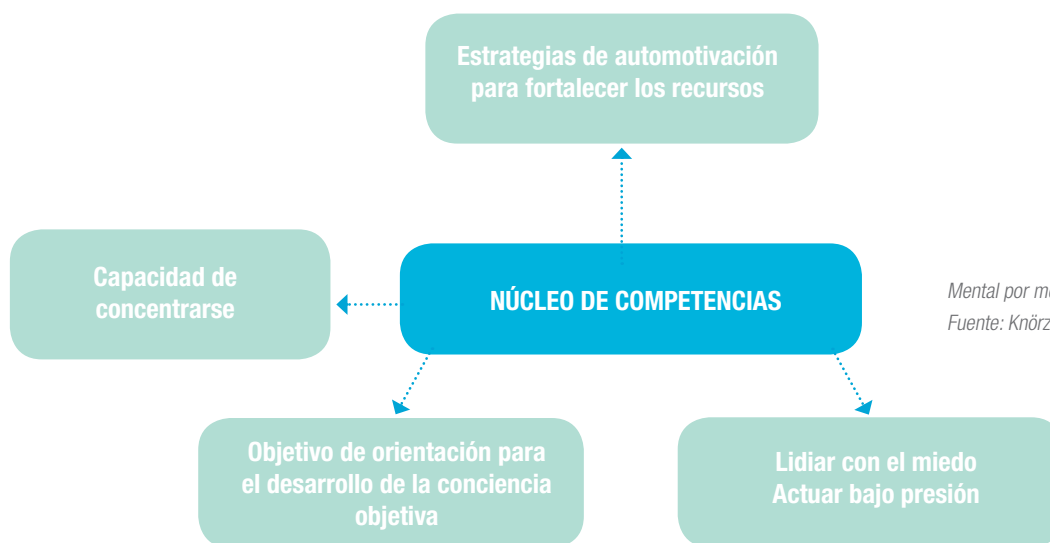 Estrategias de automotivación
para fortalecer los recursos
Capacidad de
concentrarse
NÚCLEO DE COMPETENCIAS
Mental por
Fuente: Knörz
Objetivo de orientación para
el desarrollo de la conciencia
objetiva
Lidiar con el miedo
Actuar bajo presión